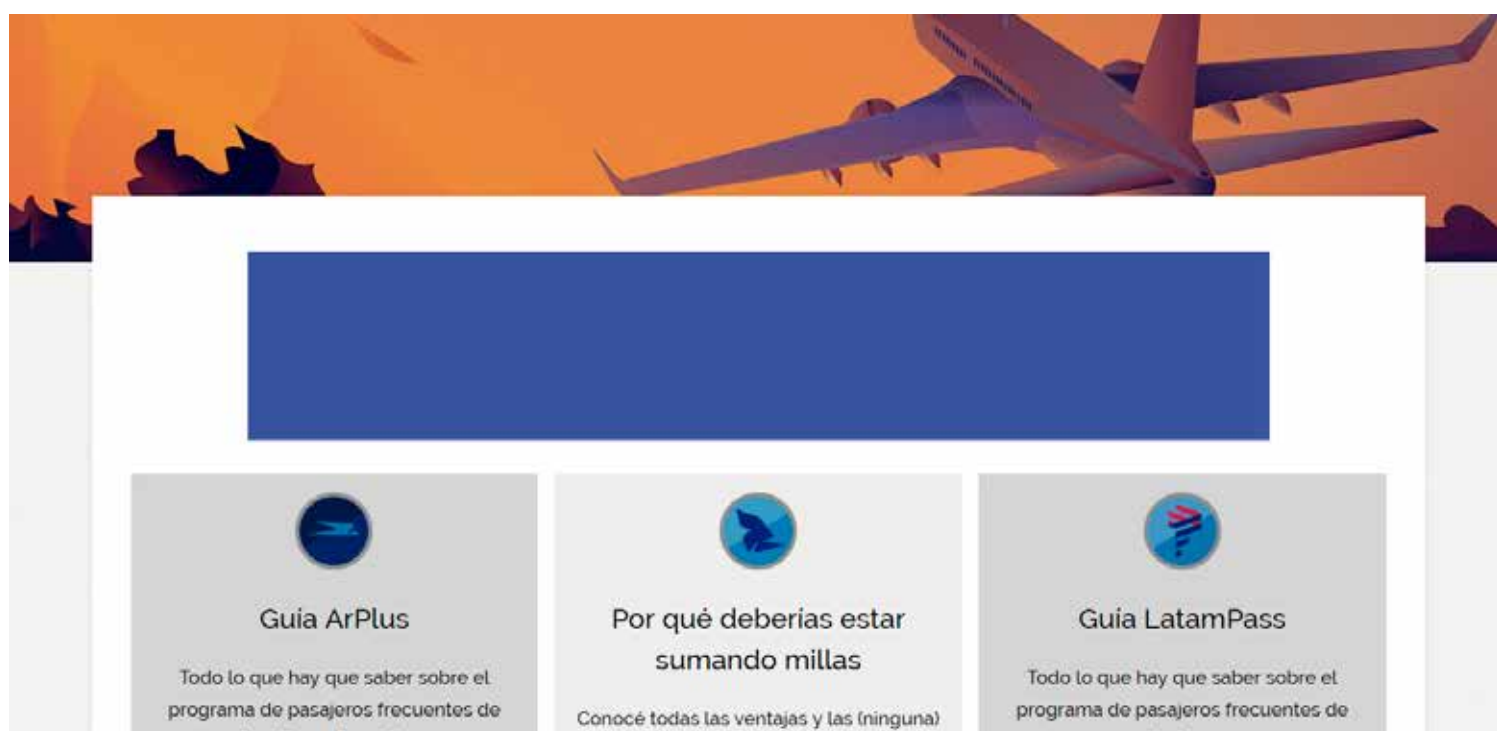 Guía ArPlus
Todo lo que hay que saber sobre el
programa de pasajeros frecuentes de
Por qué deberías estar
sumando millas
Conocé todas las ventajas y las (ninguna)
Guía LatamPass
Todo lo que hay que saber sobre el
programa de pasajeros frecuentes de